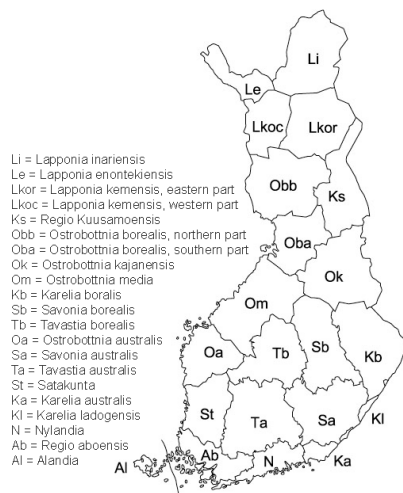 Li
Le
Lkoc
Lkor
Li = Lapponia inariensis
Le = Lapponia enontekiensis
Lkor = Lapponia kemensis, eastern part
Lkoc = Lapponia kemensis, western part
Ks = Regio Kuusamoensis
Obb = Ostrobottnia borealis, northern part
Oba = Ostrobottnia borealis, southern part
Ok = Ostrobottnia kajanensis
Om = Ostrobottnia media
Kb = Karelia boralis
Sb = Savonia borealis
Tb = Tavastia borealis
Oa = Ostrobottnia australis
Sa = Savonia australis
Ta = Tavastia australis
St = Satakunta
Ka = Karelia australis
Kl = Karelia ladogensis
N = Nylandia
Ab = Regio aboensis
Al = Alandia
Obb
Ks
Oba
Ok
Om
Oa
Tb
Sb
Kb
St
Ta
Sa
Kl
Al
Ab
N
Ka